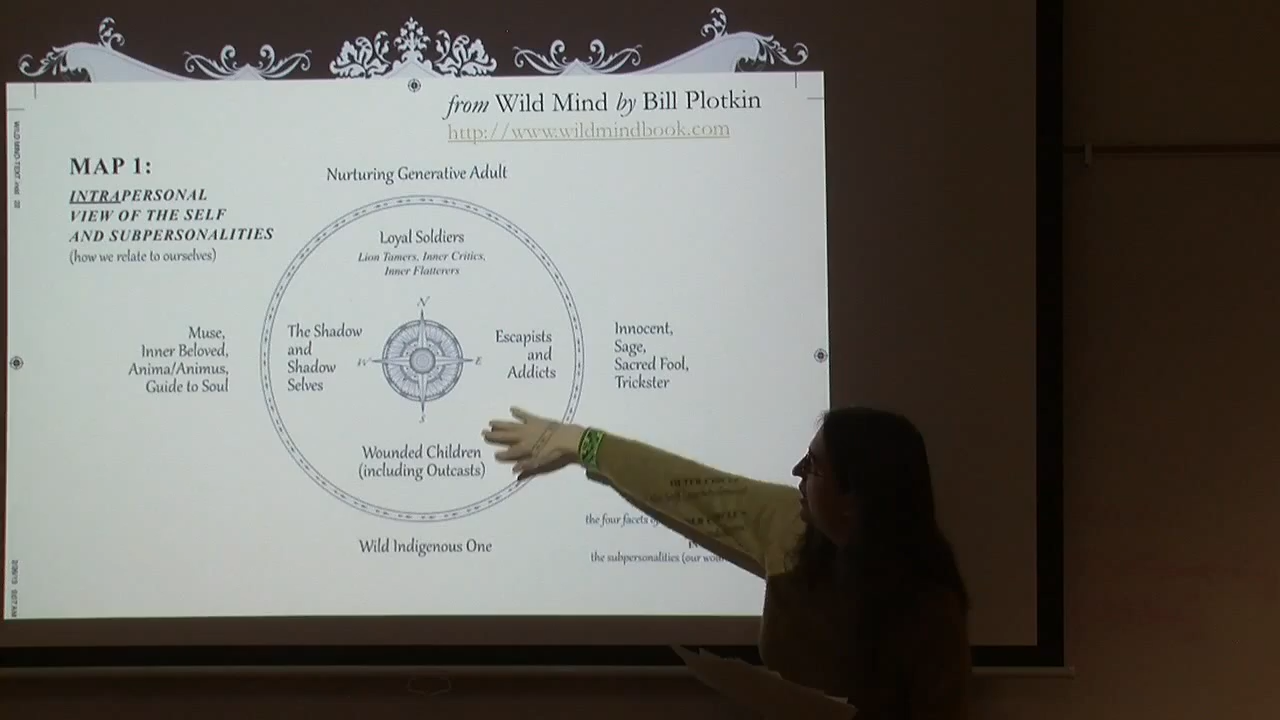 from Wild Mind by Bill Plotkin
http://www.wildmindbook.com
MAP 1:
INTRAPERSONAL
VIEW OF THE SELF
AND SUBPERSONALITIES
(how we relate to ourselves)
Nurturing Generative Adult
Loyal Soldiers
Lion Tamers, Inner Critics,
Inner Flatterers
N
Muse,
Inner Beloved,
Anima/Animus,
Guide to Soul
The Shadow
and
Shadow
Selves
W
E
Escapists
and
Addicts
Innocent,
Sage,
Sacred Fool,
Trickster
S
Wounded Children
(including Outcasts)
Wild Indigenous One
the four facets
the subpersonalities (our